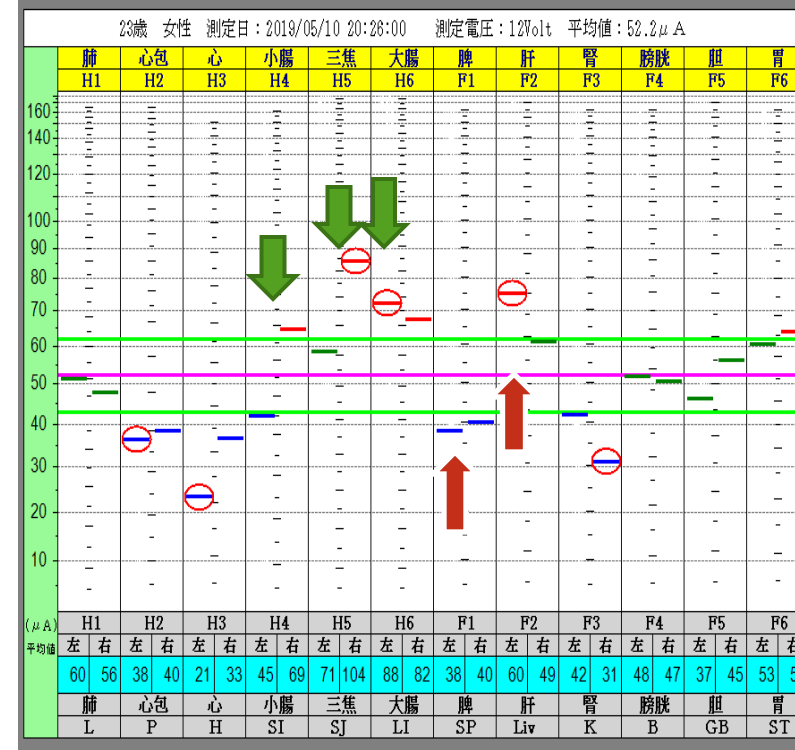 23歳 女性 測定日:2019/05/10 20:26:00 測定電圧:12Volt 平均値:52.2μA
肺 心包 心 小腸 三焦 大腸 脾 肝 腎 膀胱 胆 胃
H1 H2 H3 H4 H5 H6 F1 F2 F3 F4 F5 F6
160
140
120
100
90
80
70
60
50
40
30
20
10
(μA) H1 H2 H3 H4 H5 H6 F1 F2 F3 F4 F5 F6
平均値 左 右 左 右 左 右 左 右 左 右 左 右 左 右 左 右 左 右 左 右 左 右 左
60 56 38 40 21 33 45 69 71 104 88 82 38 40 60 49 42 31 48 47 37 45 53
肺 心包 心 小腸 三焦 大腸 脾 肝 腎 膀胱 胆 胃
L P H SI SJ LI SP Liv K B GB ST